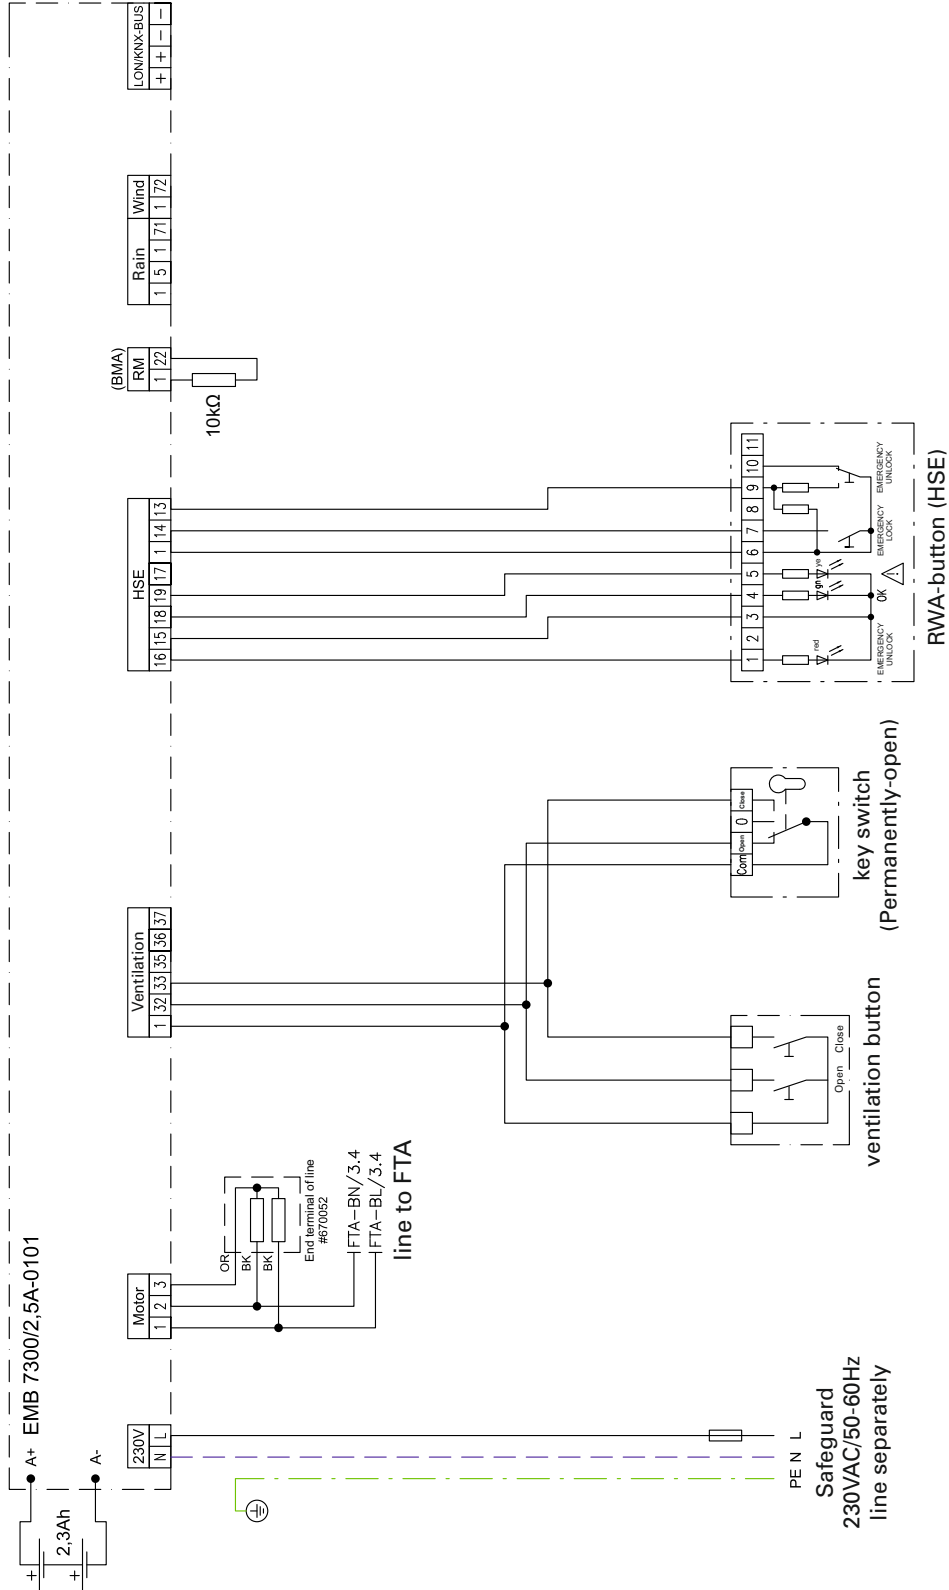 + +
2,3Ah
A+ EMB 7300/2,5A-0101
A-
230V
N L
PE N L
Safeguard
230VAC/50-60Hz
line separately
Motor
1 2 3
OR
BK
BK
End terminal of line
#670052
FTA-BN/3.4
FTA-BL/3.4
line to FTA
Ventilation
1 32 33 35 36 37
Open Close
ventilation button
Com Open 0 Close
key switch
(Permanently-open)
HSE
16 15 18 19 17 1 14 13
1 2 3 4 5 6 7 8 9 10 11
red
gn
ye
EMERGENCY
UNLOCK
OK
EMERGENCY
LOCK
EMERGENCY
UNLOCK
RWA-button (HSE)
(BMA)
RM
1 22
10kΩ
Rain Wind
1 5 1 71 1 72
LON/KNX-BUS
+ + - -